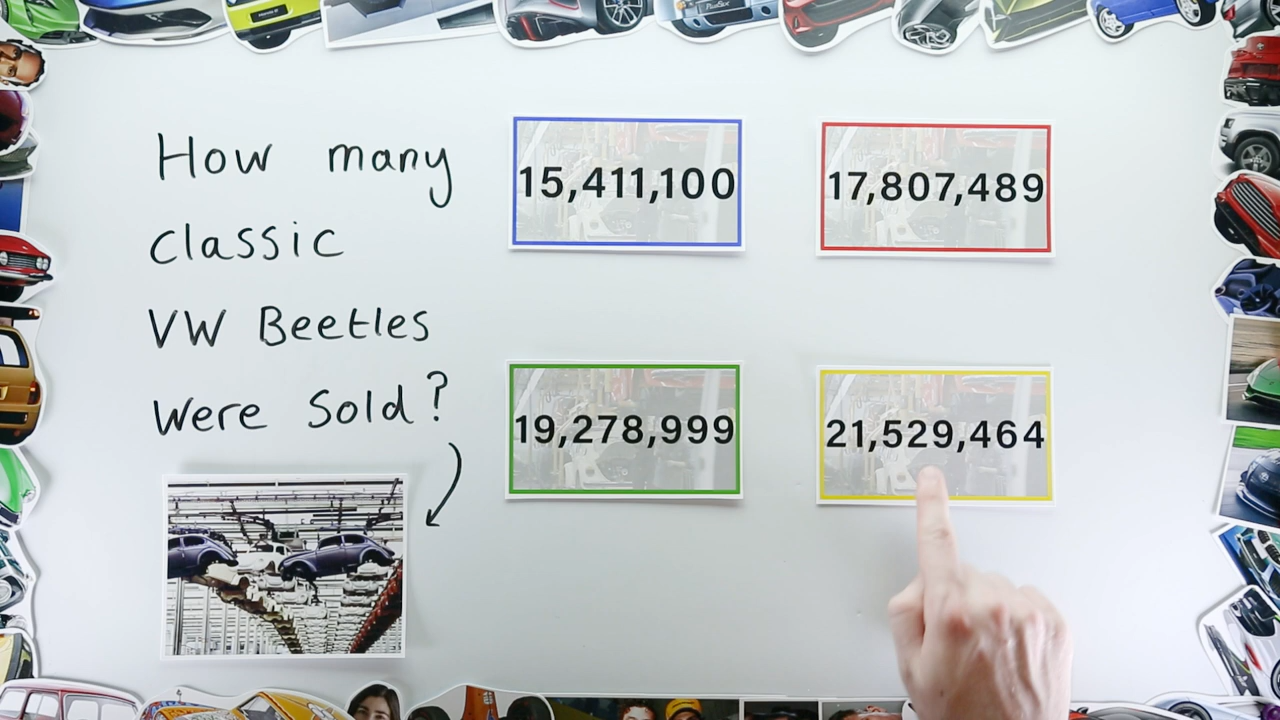 How many
classic
VW Beetles
were sold?
15,411,100
17,807,489
19,278,999
21,529,464